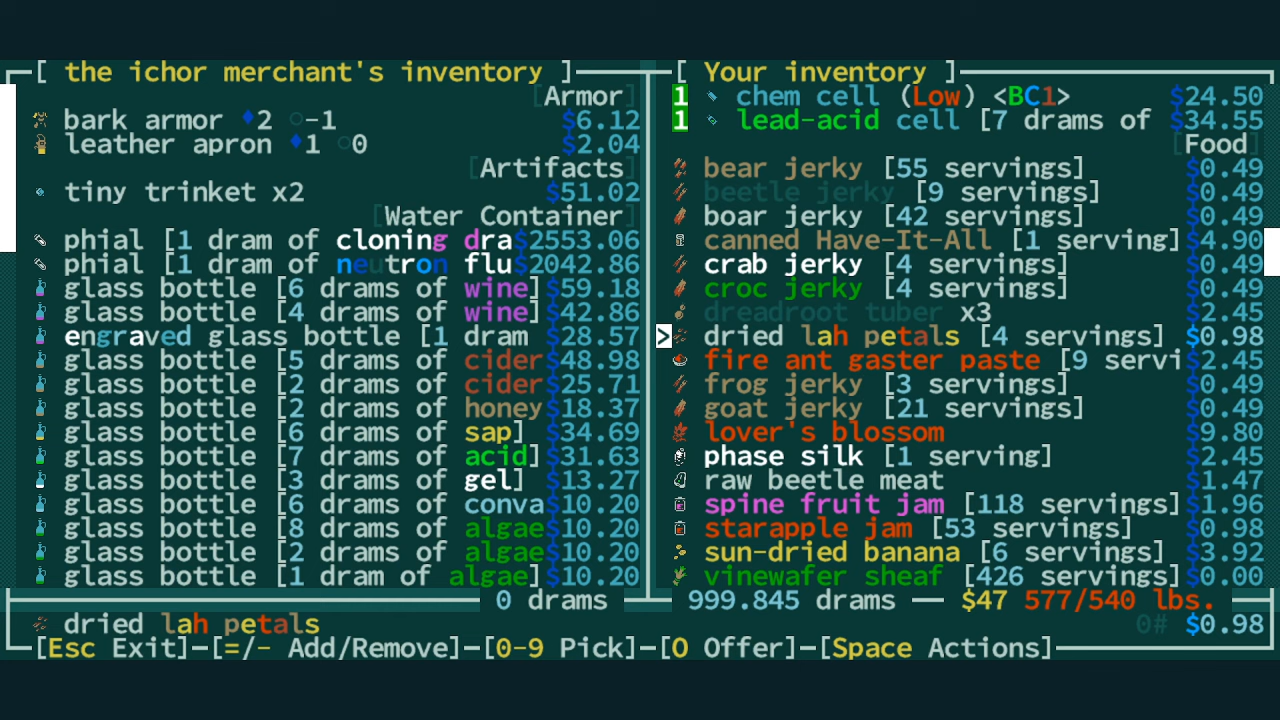 [ the ichor merchant's inventory ]
[Armor]
bark armor ♦2 ○-1 $6.12
leather apron ♦1 ○0 $2.04
[Artifacts]
tiny trinket x2 $51.02
[Water Container]
phial [1 dram of cloning dra$2553.06
phial [1 dram of neutron flu$2042.86
glass bottle [6 drams of wine] $59.18
glass bottle [4 drams of wine] $42.86
engraved glass bottle [1 dram $28.57
glass bottle [5 drams of cider $48.98
glass bottle [2 drams of cider $25.71
glass bottle [2 drams of honey $18.37
glass bottle [6 drams of sap] $34.69
glass bottle [7 drams of acid] $31.63
glass bottle [3 drams of gel] $13.27
glass bottle [6 drams of conva$10.20
glass bottle [8 drams of algae$10.20
glass bottle [2 drams of algae$10.20
glass bottle [1 dram of algae] $10.20
0 drams
[ Your inventory ]
1 chem cell (Low) <BC1> $24.50
1 lead-acid cell [7 drams of $34.55
[Food]
bear jerky [55 servings] $0.49
beetle jerky [9 servings] $0.49
boar jerky [42 servings] $0.49
canned Have-It-All [1 serving] $4.90
crab jerky [4 servings] $0.49
croc jerky [4 servings] $0.49
dreadroot tuber x3 $2.45
> dried lah petals [4 servings] $0.98
fire ant gaster paste [9 servi $2.45
frog jerky [3 servings] $0.49
goat jerky [21 servings] $0.49
lover's blossom $9.80
phase silk [1 serving] $2.45
raw beetle meat $1.47
spine fruit jam [118 servings] $1.96
starapple jam [53 servings] $0.98
sun-dried banana [6 servings] $3.92
vinewafer sheaf [426 servings] $0.00
999.845 drams — $47 577/540 lbs.
dried lah petals 0# $0.98
[Esc Exit]—[=/- Add/Remove]—[0-9 Pick]—[O Offer]—[Space Actions]